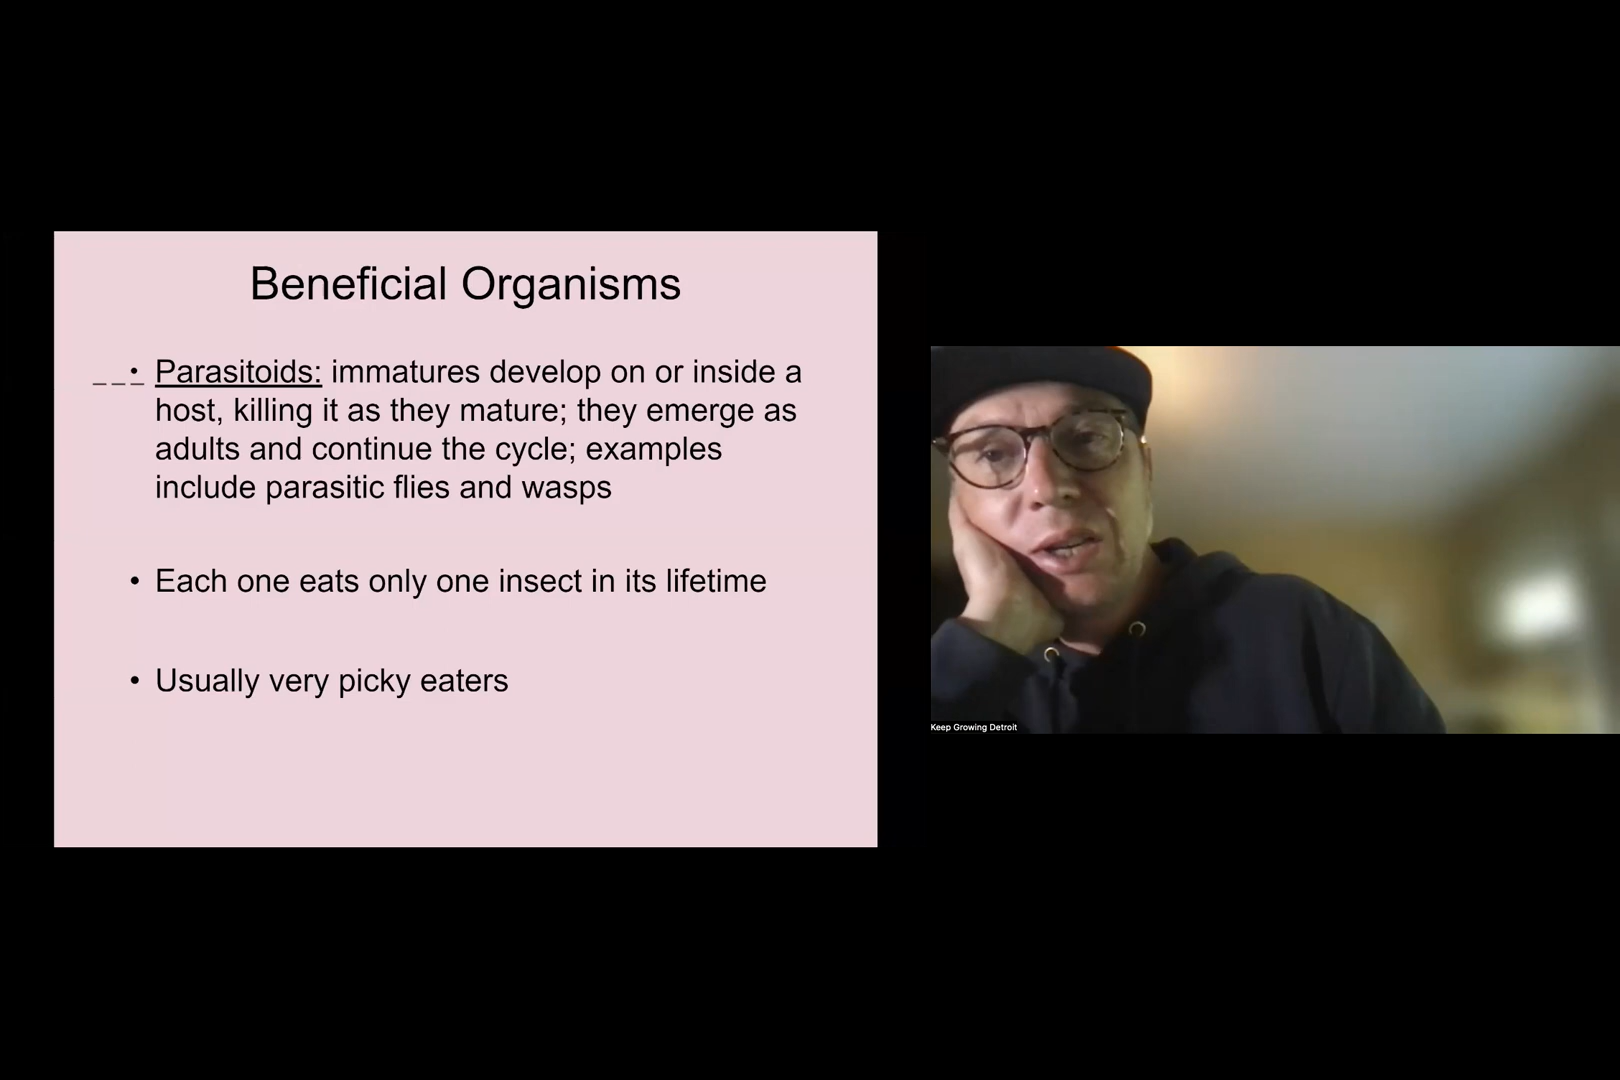 Beneficial Organisms
• Parasitoids: immatures develop on or inside a
host, killing it as they mature; they emerge as
adults and continue the cycle; examples
include parasitic flies and wasps
• Each one eats only one insect in its lifetime
• Usually very picky eaters
Keep Growing Detroit